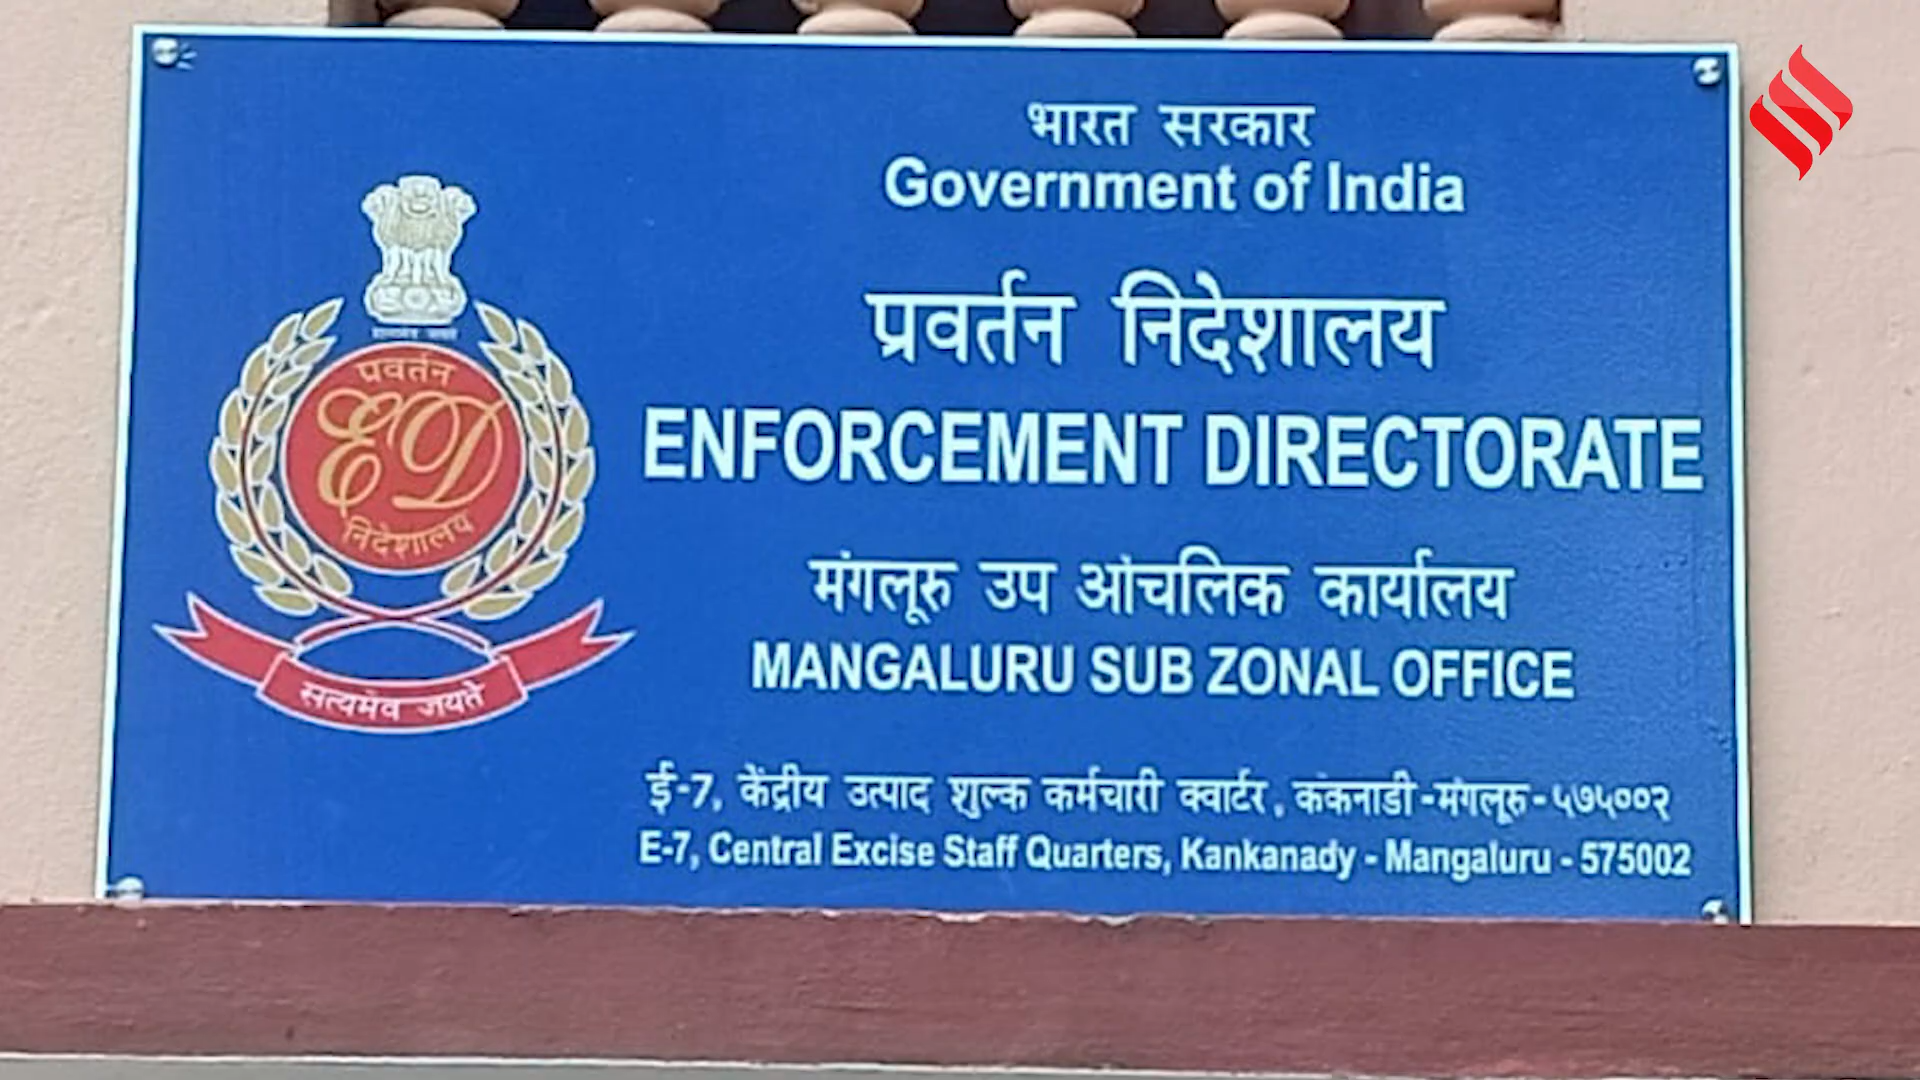 भारत सरकार
Government of India
प्रवर्तन निदेशालय
ENFORCEMENT DIRECTORATE
मंगलूरु उप आंचलिक कार्यालय
MANGALURU SUB ZONAL OFFICE
ई-7, केंद्रीय उत्पाद शुल्क कर्मचारी क्वार्टर, कंकनाडी-मंगलूरु-५७५००२
E-7, Central Excise Staff Quarters, Kankanady - Mangaluru - 575002
प्रवर्तन
ED
निदेशालय
सत्यमेव जयते